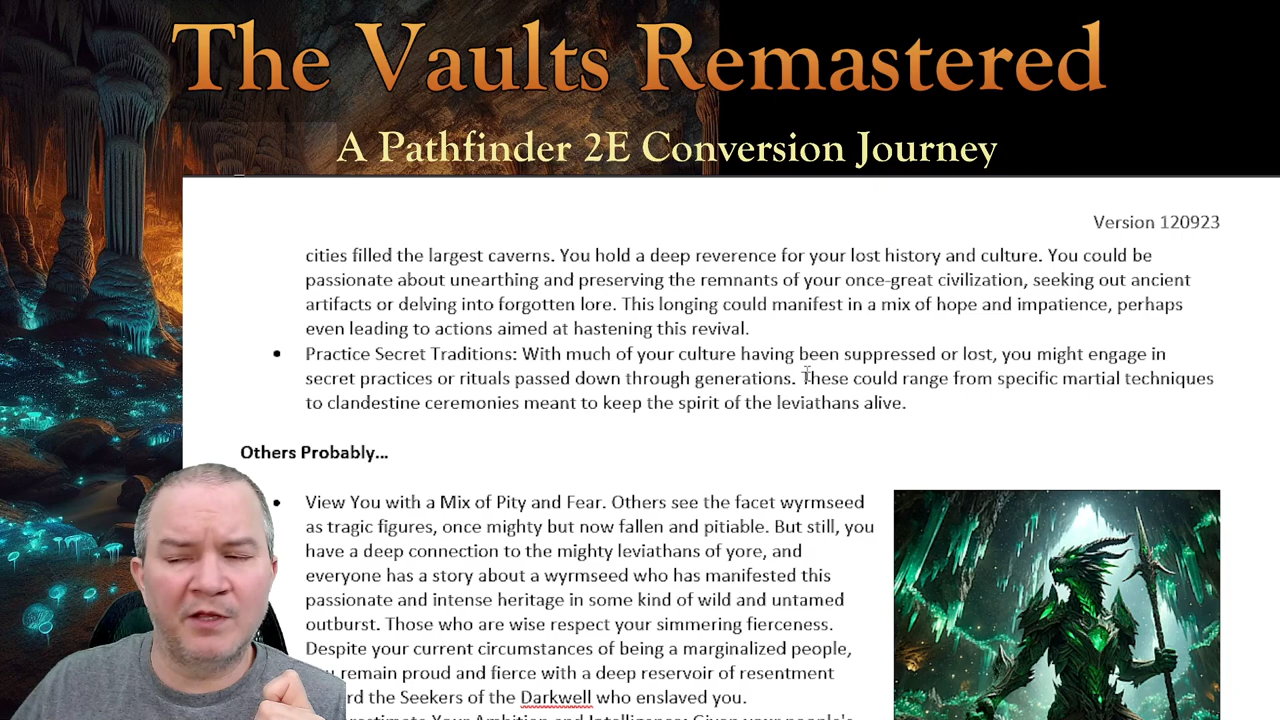 The Vaults Remastered
A Pathfinder 2E Conversion Journey
Version 120923
cities filled the largest caverns. You hold a deep reverence for your lost history and culture. You could be
passionate about unearthing and preserving the remnants of your once-great civilization, seeking out ancient
artifacts or delving into forgotten lore. This longing could manifest in a mix of hope and impatience, perhaps
even leading to actions aimed at hastening this revival.
• Practice Secret Traditions: With much of your culture having been suppressed or lost, you might engage in
secret practices or rituals passed down through generations. These could range from specific martial techniques
to clandestine ceremonies meant to keep the spirit of the leviathans alive.
Others Probably…
• View You with a Mix of Pity and Fear. Others see the facet wyrmseed
as tragic figures, once mighty but now fallen and pitiable. But still, you
have a deep connection to the mighty leviathans of yore, and
everyone has a story about a wyrmseed who has manifested this
passionate and intense heritage in some kind of wild and untamed
outburst. Those who are wise respect your simmering fierceness.
Despite your current circumstances of being a marginalized people,
remain proud and fierce with a deep reservoir of resentment
the Seekers of the Darkwell who enslaved you.
Your Ambition and Intelligence: Given your people's